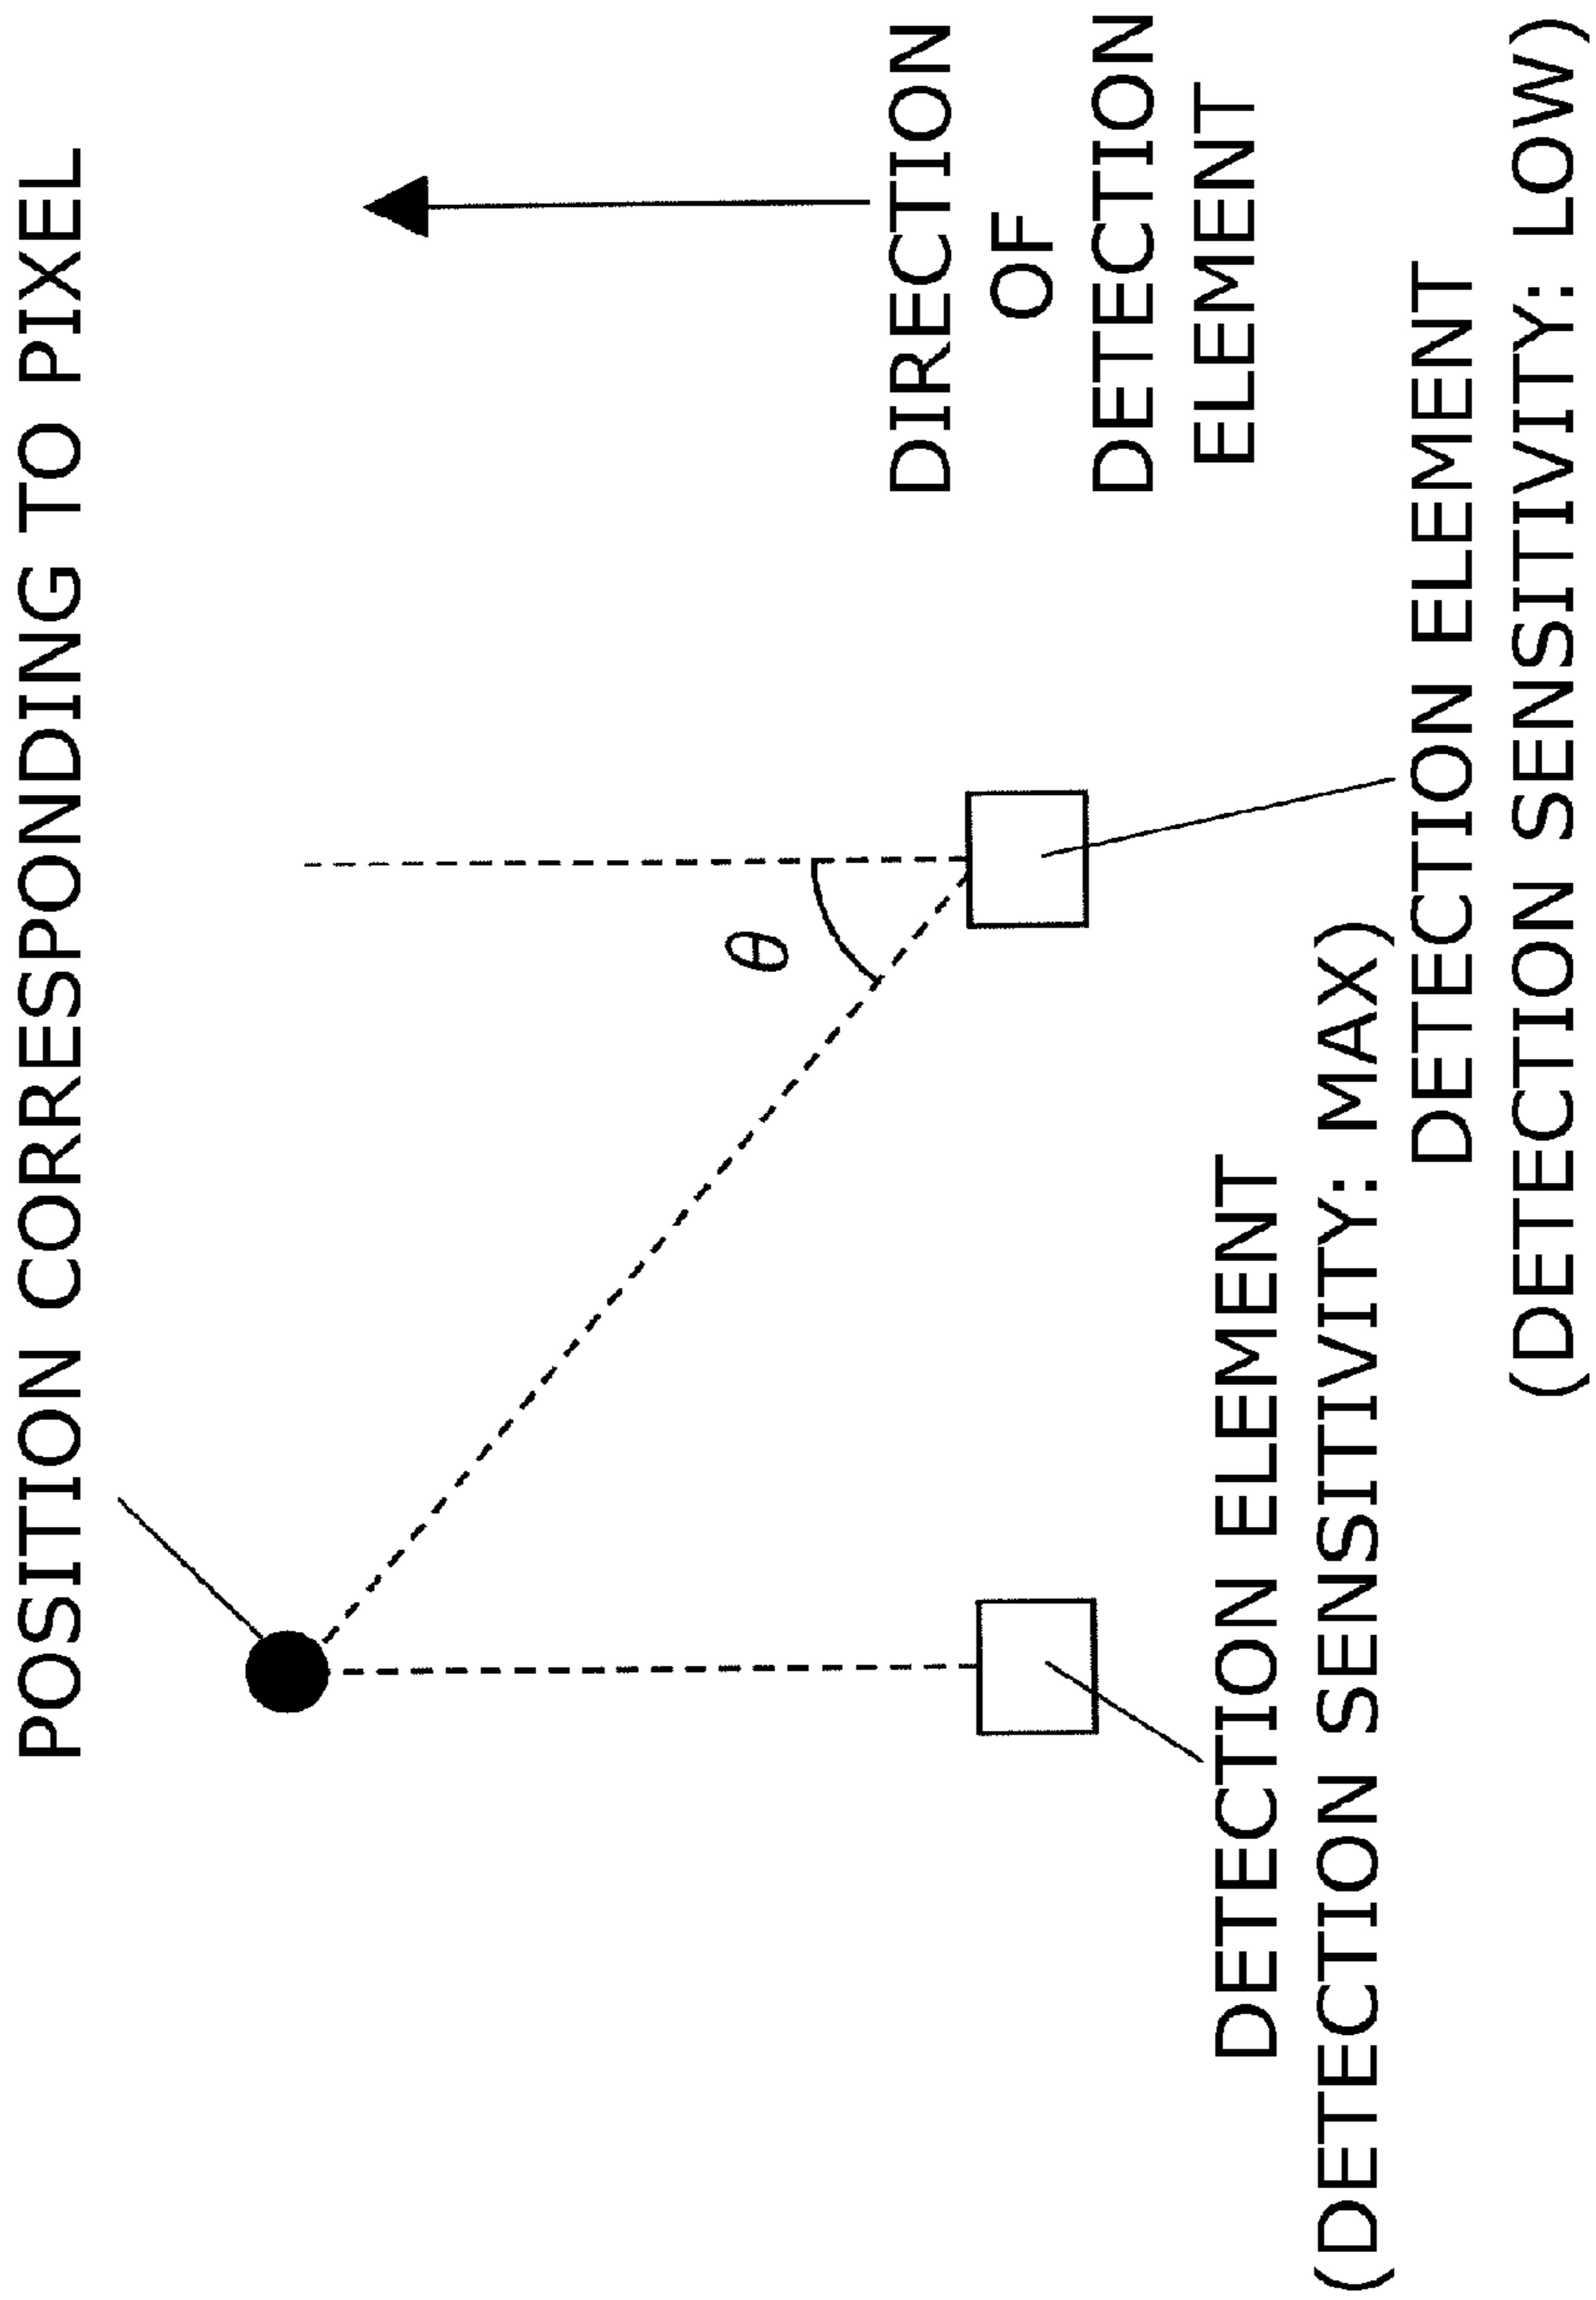 POSITION CORRESPONDING TO PIXEL
θ
DIRECTION
OF
DETECTION
ELEMENT
DETECTION ELEMENT
(DETECTION SENSITIVITY: MAX)
DETECTION ELEMENT
(DETECTION SENSITIVITY: LOW)